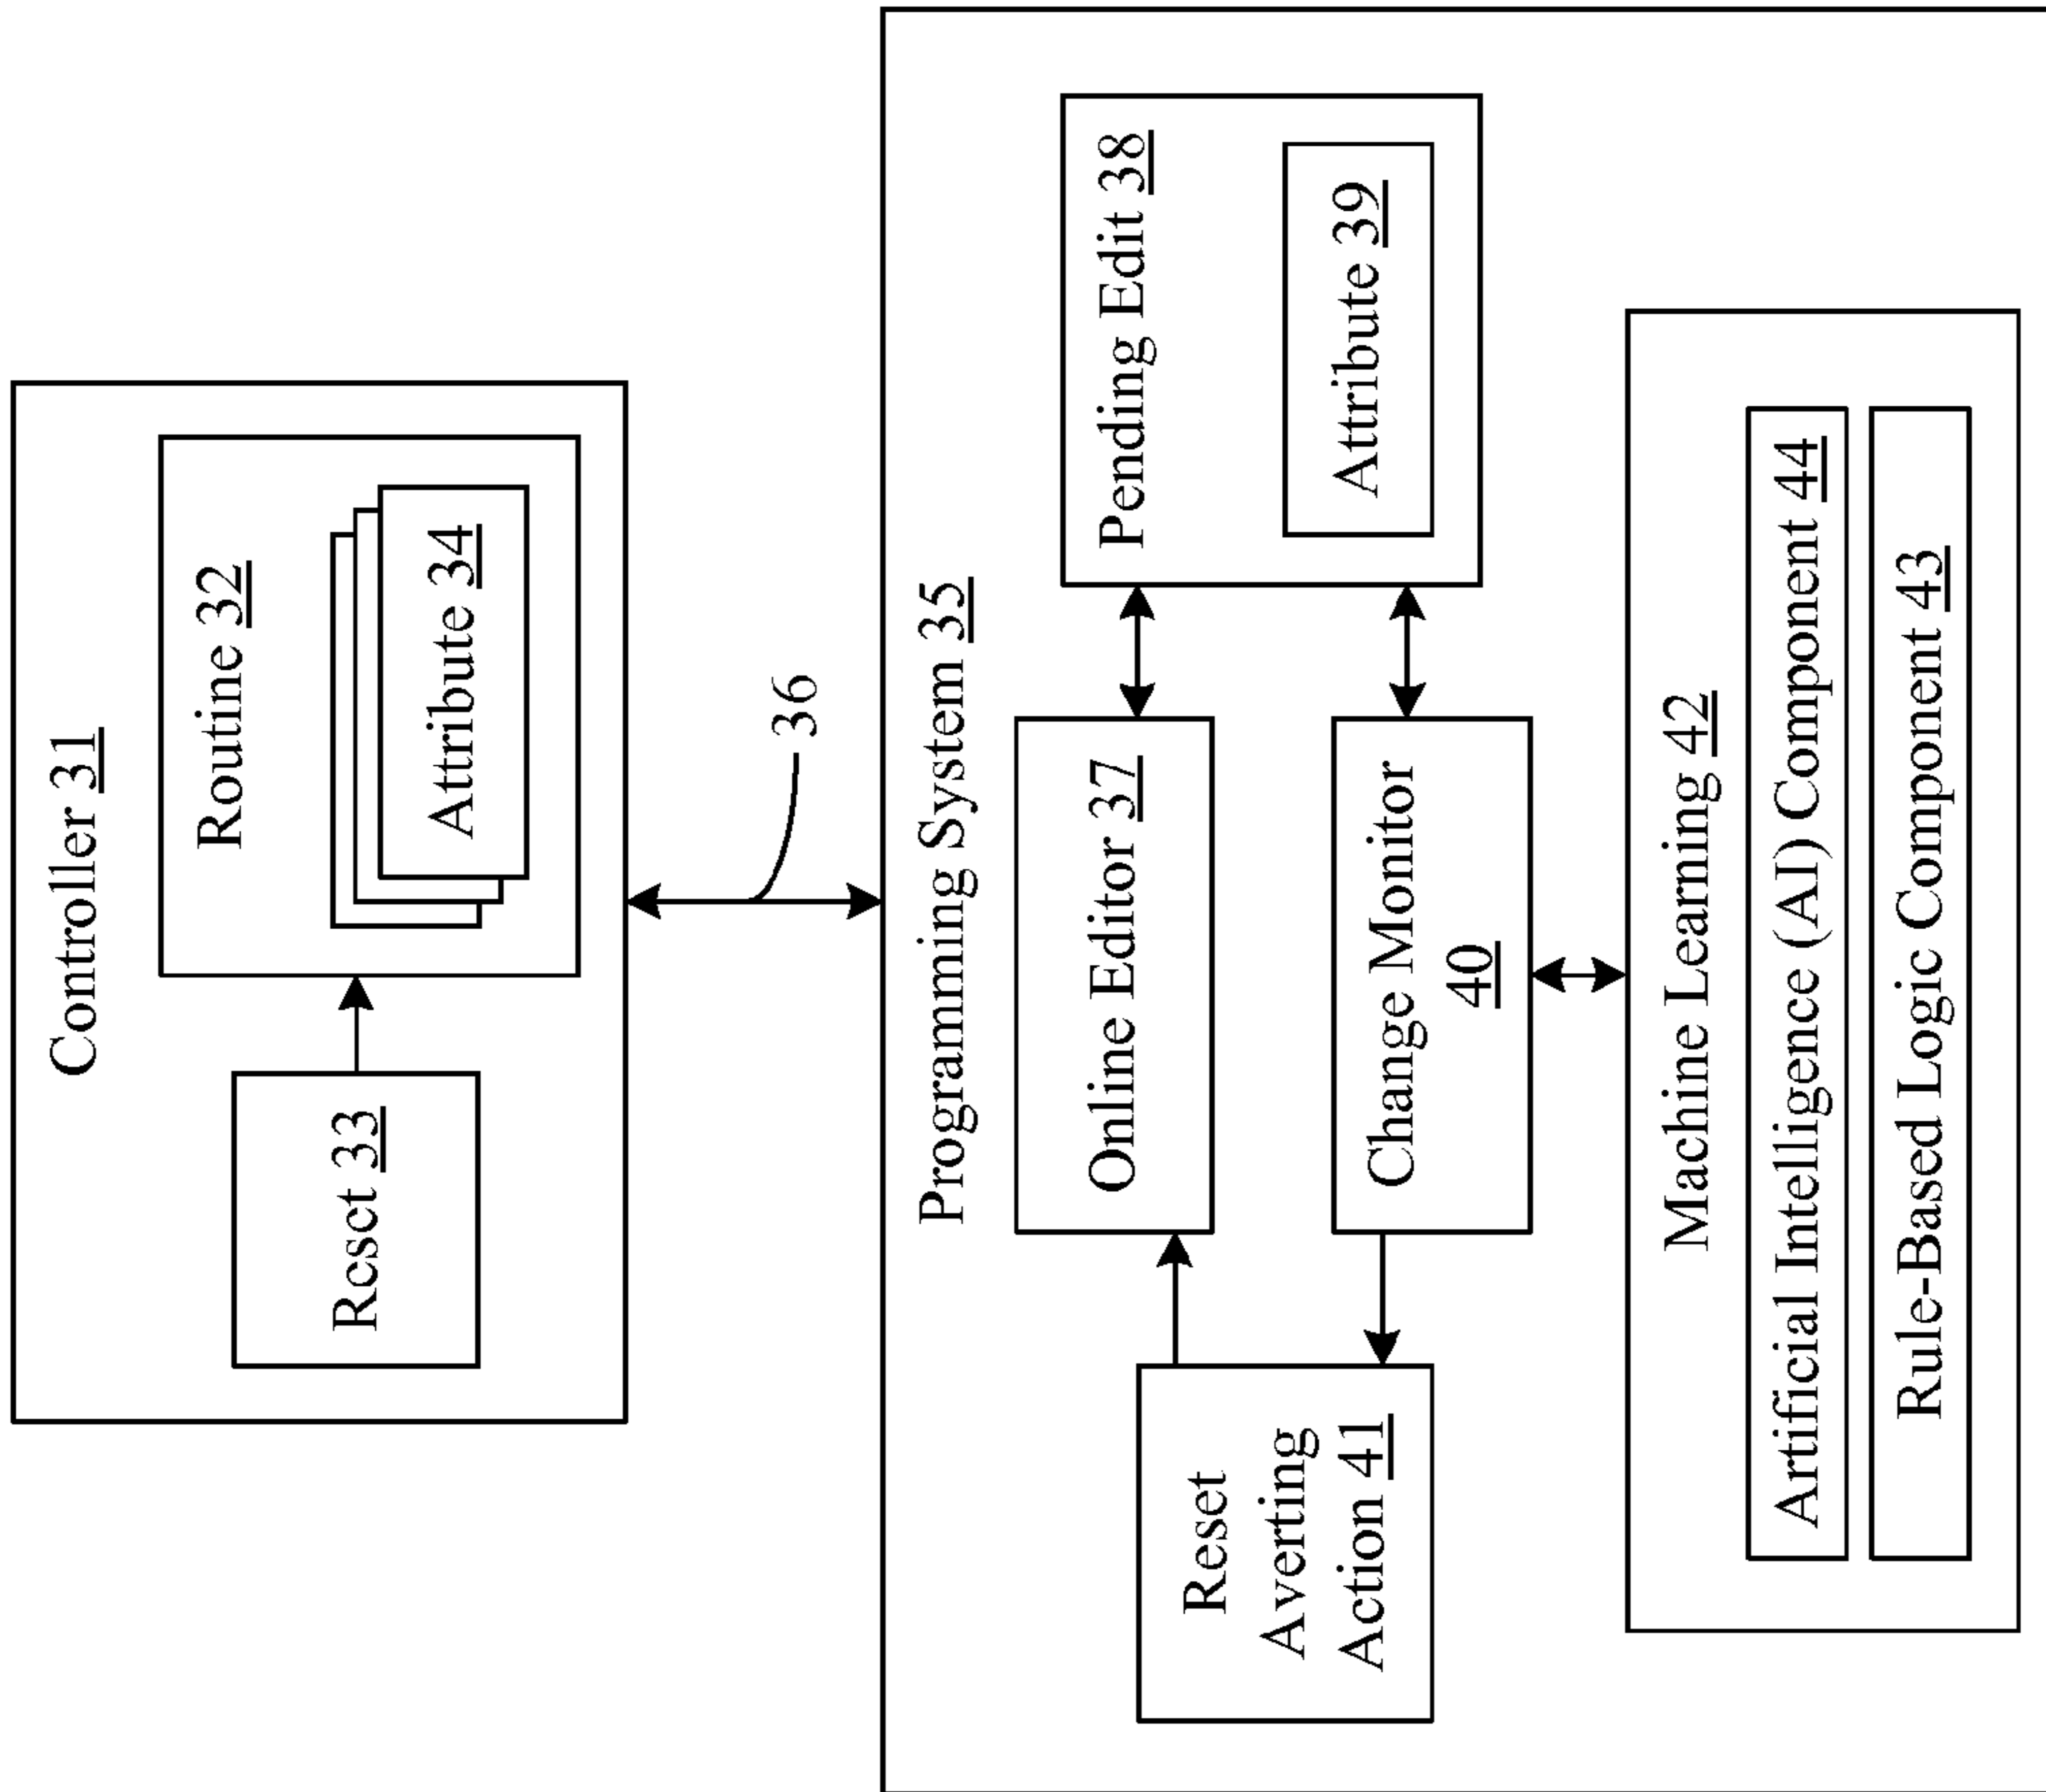 Controller 31
Reset 33
Routine 32
Attribute 34
36
Programming System 35
Online Editor 37
Pending Edit 38
Attribute 39
Reset
Averting
Action 41
Change Monitor
40
Machine Learning 42
Artificial Intelligence (AI) Component 44
Rule-Based Logic Component 43